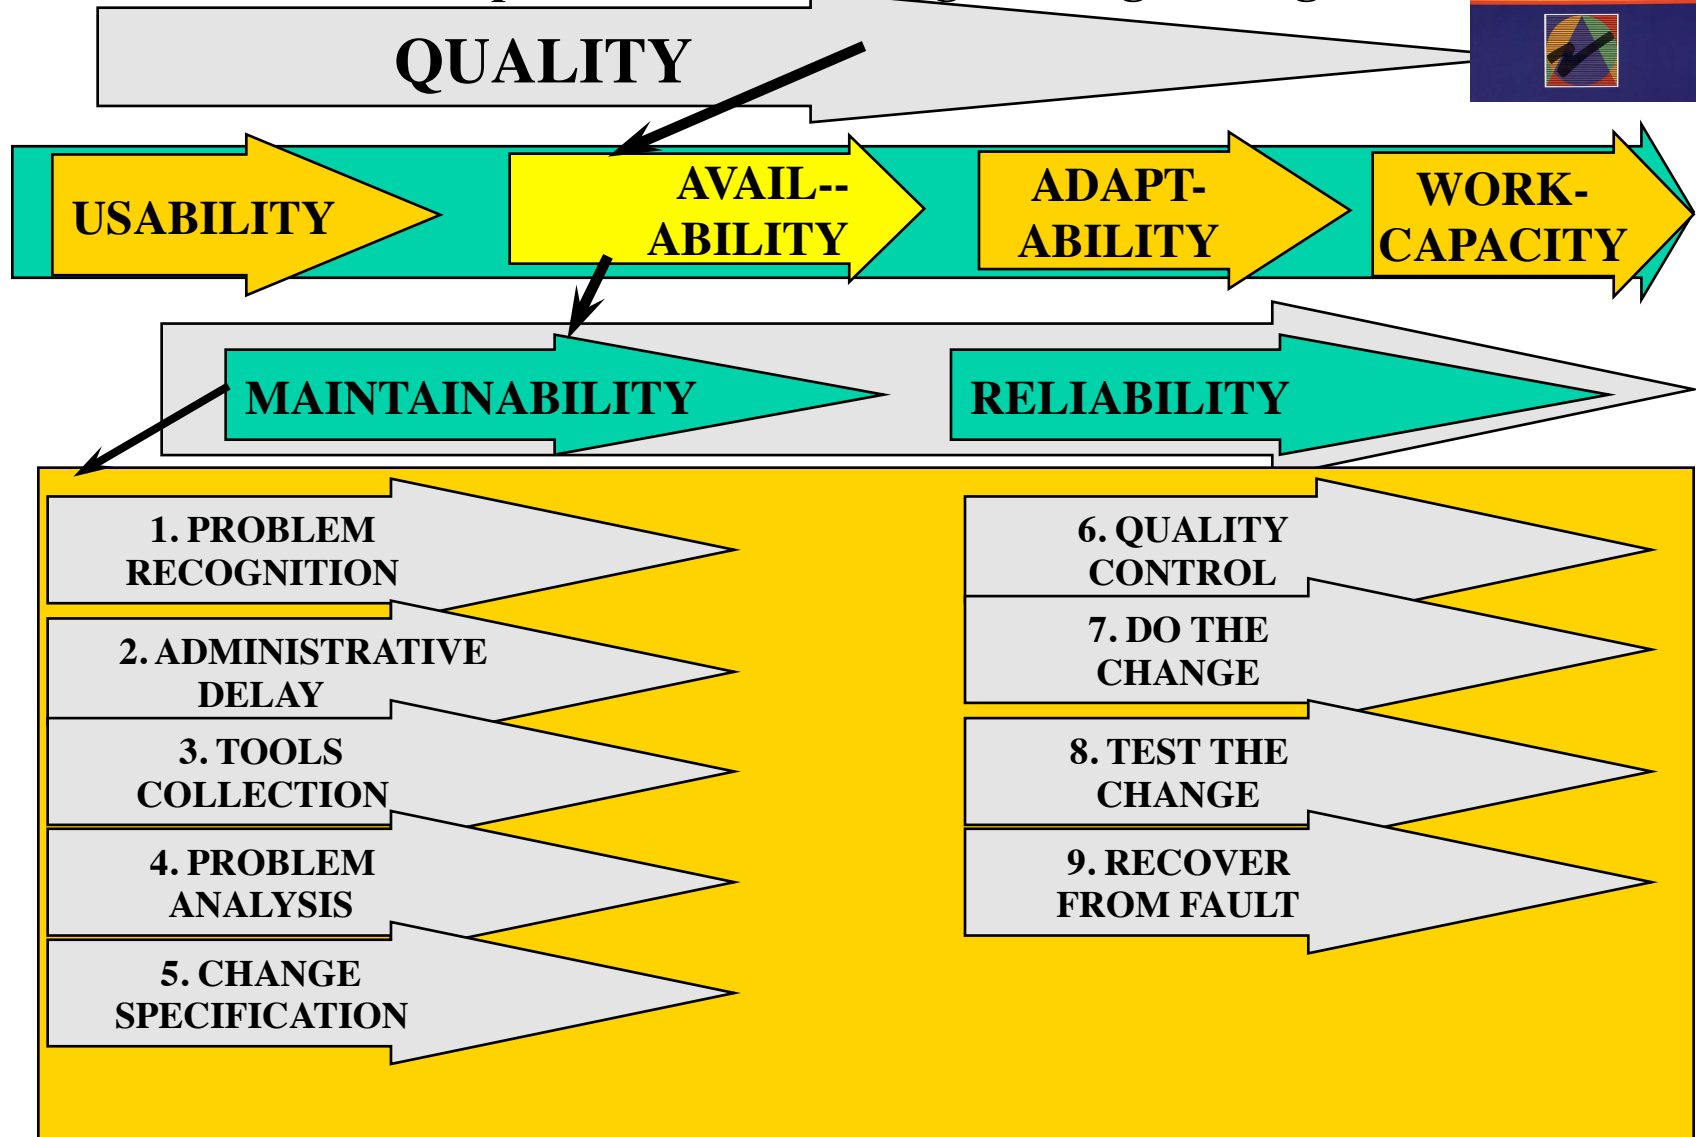 QUALITY
USABILITY
AVAIL--
ABILITY
ADAPT-
ABILITY
WORK-
CAPACITY
MAINTAINABILITY
RELIABILITY
1. PROBLEM
RECOGNITION
2. ADMINISTRATIVE
DELAY
3. TOOLS
COLLECTION
4. PROBLEM
ANALYSIS
5. CHANGE
SPECIFICATION
6. QUALITY
CONTROL
7. DO THE
CHANGE
8. TEST THE
CHANGE
9. RECOVER
FROM FAULT